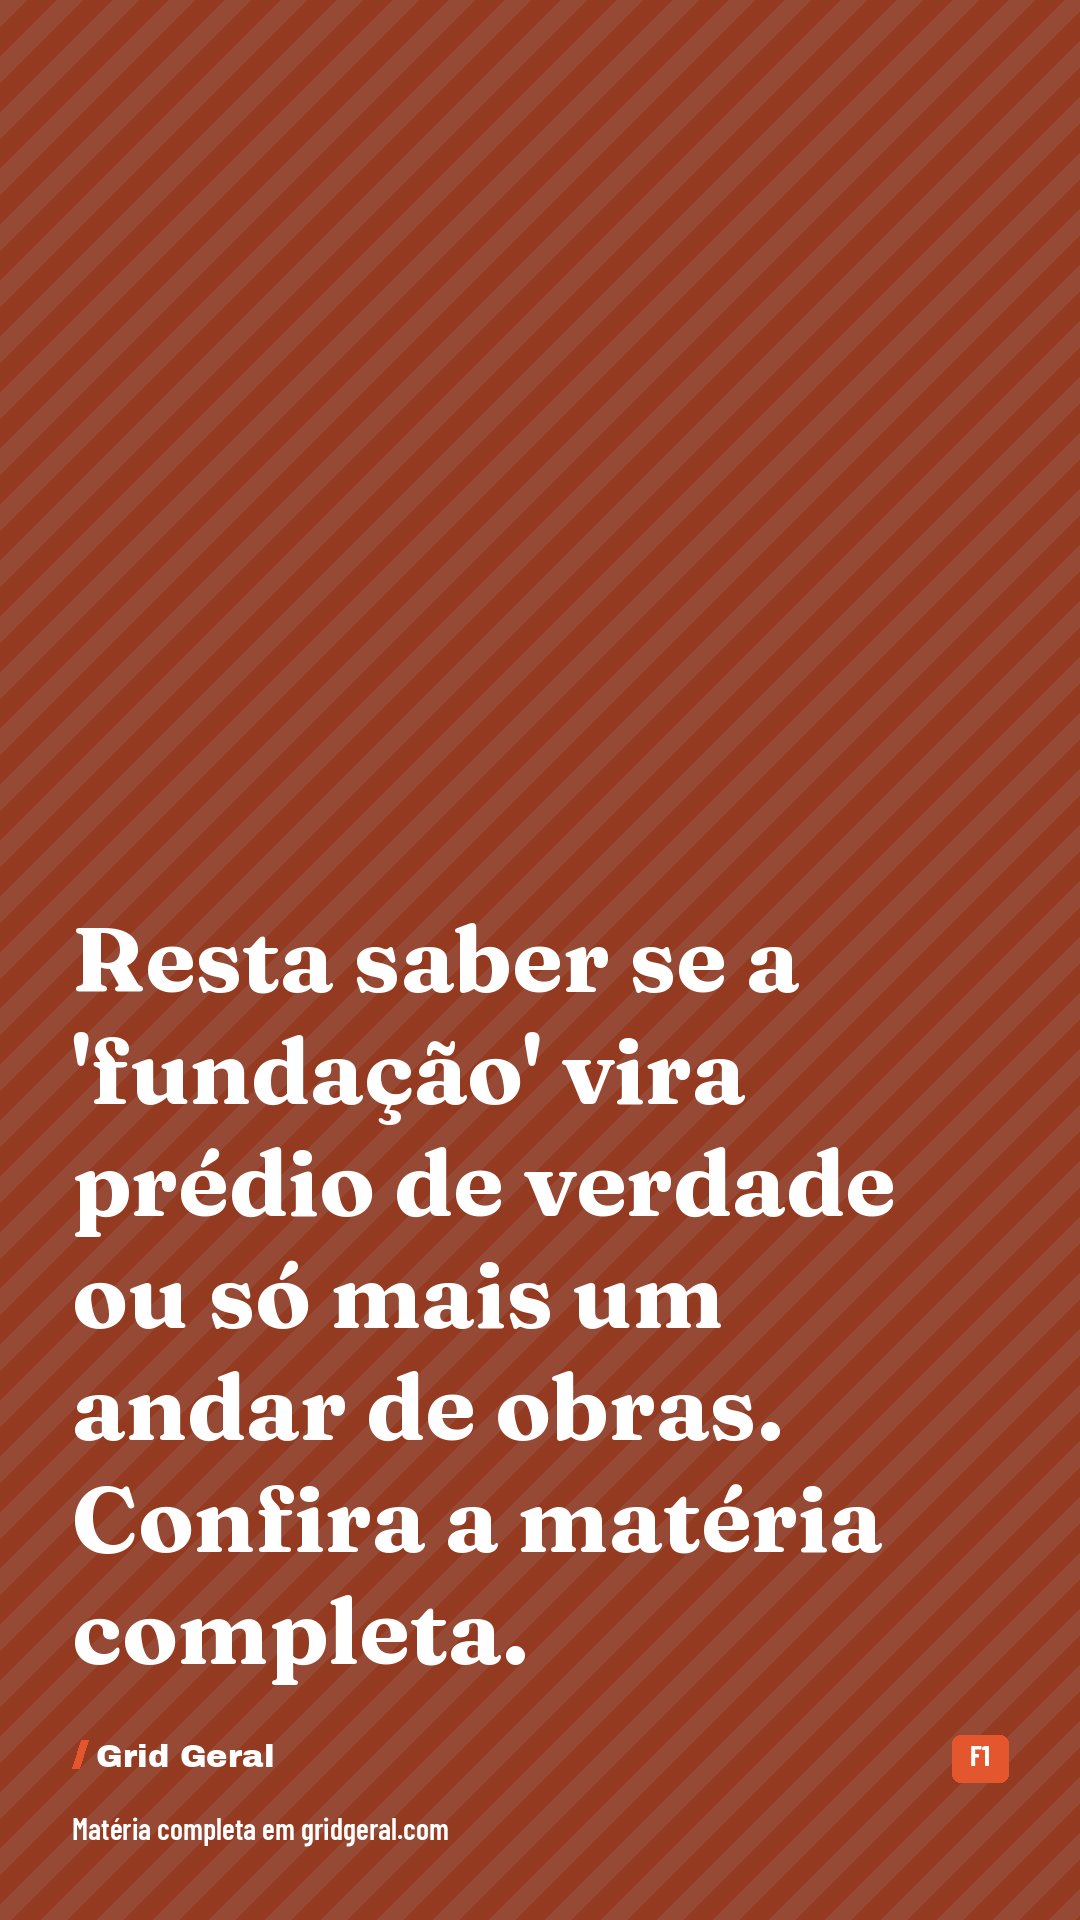 Resta saber se a
'fundação' vira
prédio de verdade
ou só mais um
andar de obras.
Confira a matéria
completa.
/ Grid Geral
F1
Matéria completa em gridgeral.com